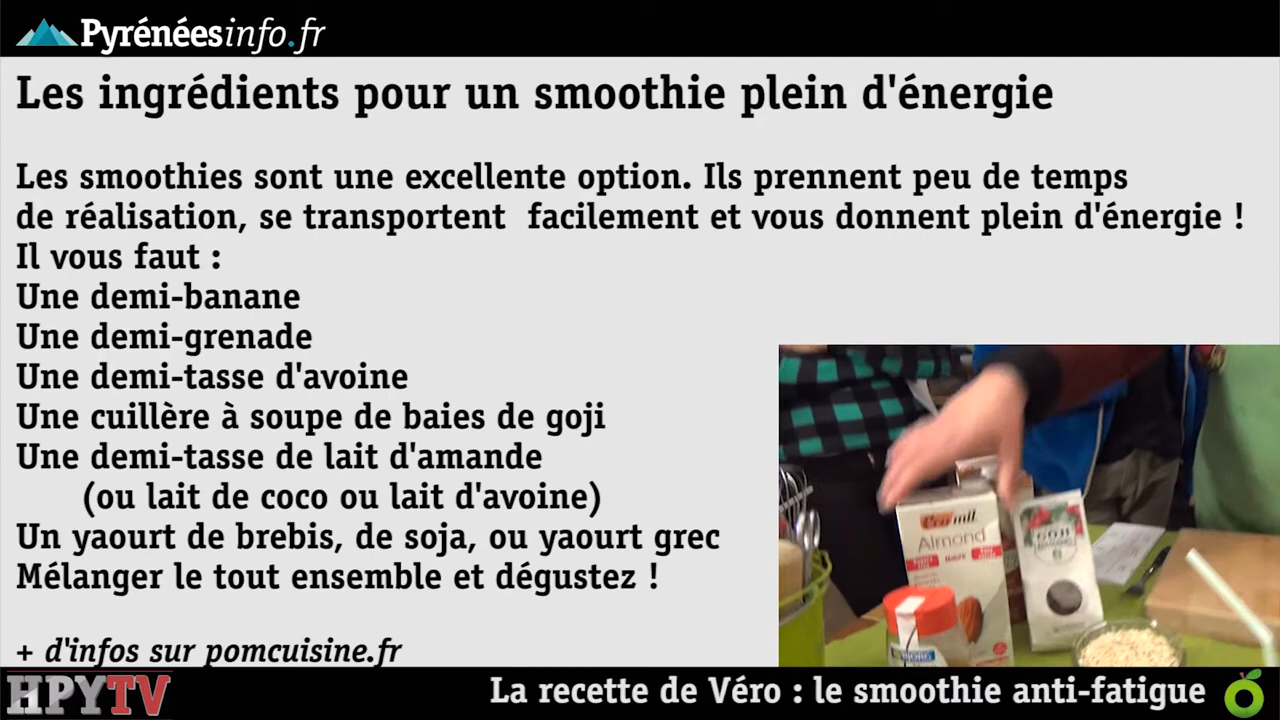 Pyrénéesinfo.fr
Les ingrédients pour un smoothie plein d'énergie
Les smoothies sont une excellente option. Ils prennent peu de temps
de réalisation, se transportent facilement et vous donnent plein d'énergie !
Il vous faut :
Une demi-banane
Une demi-grenade
Une demi-tasse d'avoine
Une cuillère à soupe de baies de goji
Une demi-tasse de lait d'amande
(ou lait de coco ou lait d'avoine)
Un yaourt de brebis, de soja, ou yaourt grec
Mélanger le tout ensemble et dégustez !
Almond
GOJI
+ d'infos sur pomcuisine.fr
HPYTV
La recette de Véro : le smoothie anti-fatigue